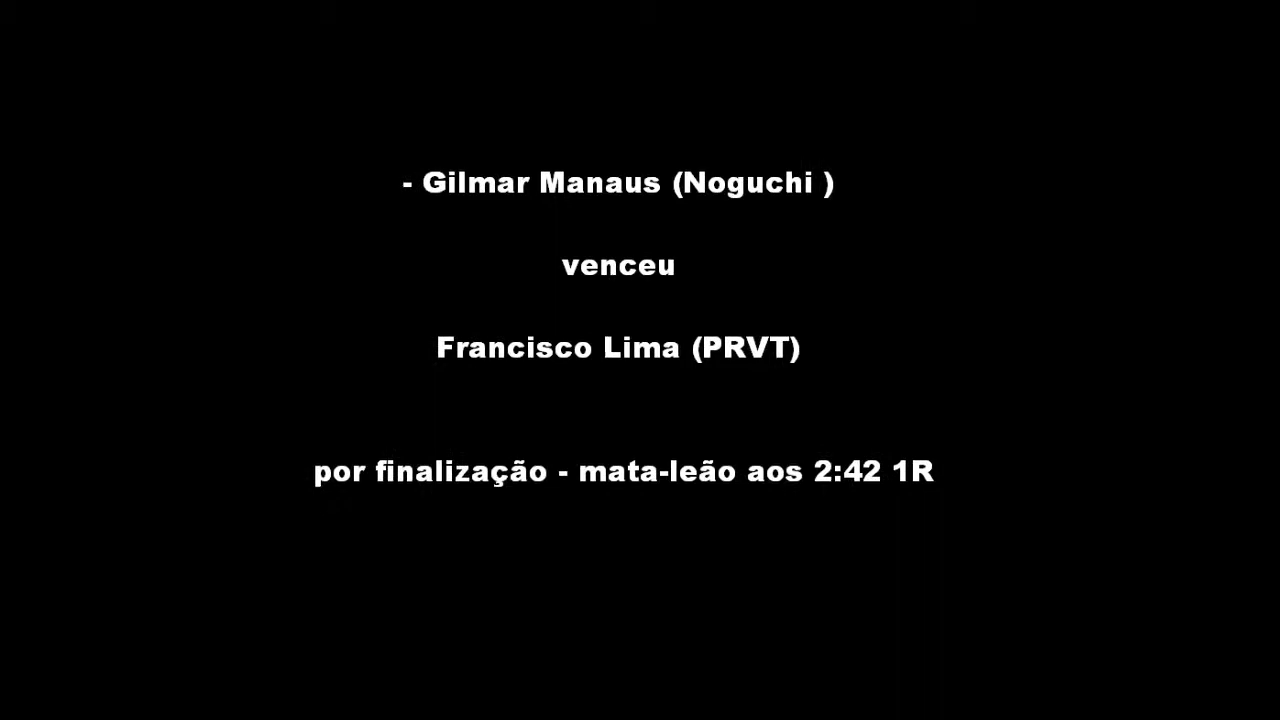 - Gilmar Manaus (Noguchi )
venceu
Francisco Lima (PRVT)
por finalização - mata-leão aos 2:42 1R